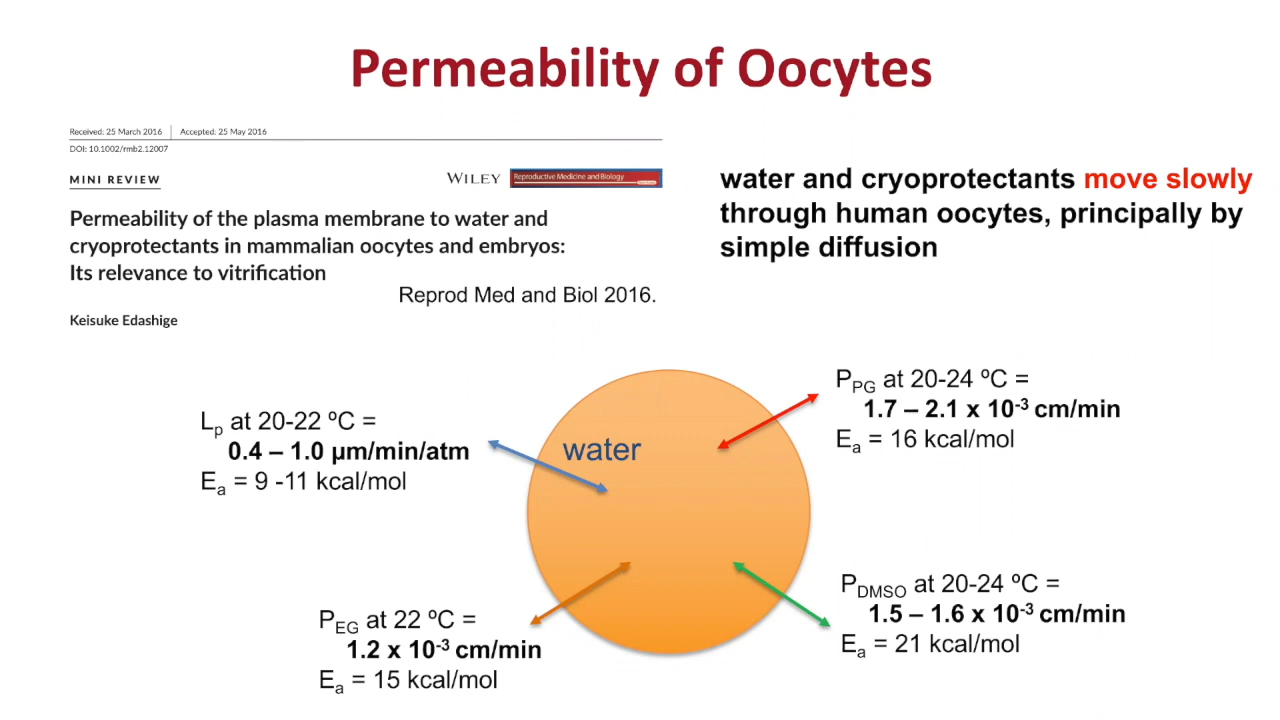 Permeability of Oocytes
Received: 25 March 2016 | Accepted: 25 May 2016
DOI: 10.1002/rmb2.12007
MINI REVIEW
WILEY
Reproductive Medicine and Biology
Permeability of the plasma membrane to water and
cryoprotectants in mammalian oocytes and embryos:
Its relevance to vitrification
Reprod Med and Biol 2016.
Keisuke Edashige
water and cryoprotectants move slowly
through human oocytes, principally by
simple diffusion
Lp at 20-22 ºC =
0.4 – 1.0 µm/min/atm
Ea = 9 -11 kcal/mol
water
PPG at 20-24 ºC =
1.7 – 2.1 x 10-3 cm/min
Ea = 16 kcal/mol
PEG at 22 ºC =
1.2 x 10-3 cm/min
Ea = 15 kcal/mol
PDMSO at 20-24 ºC =
1.5 – 1.6 x 10-3 cm/min
Ea = 21 kcal/mol